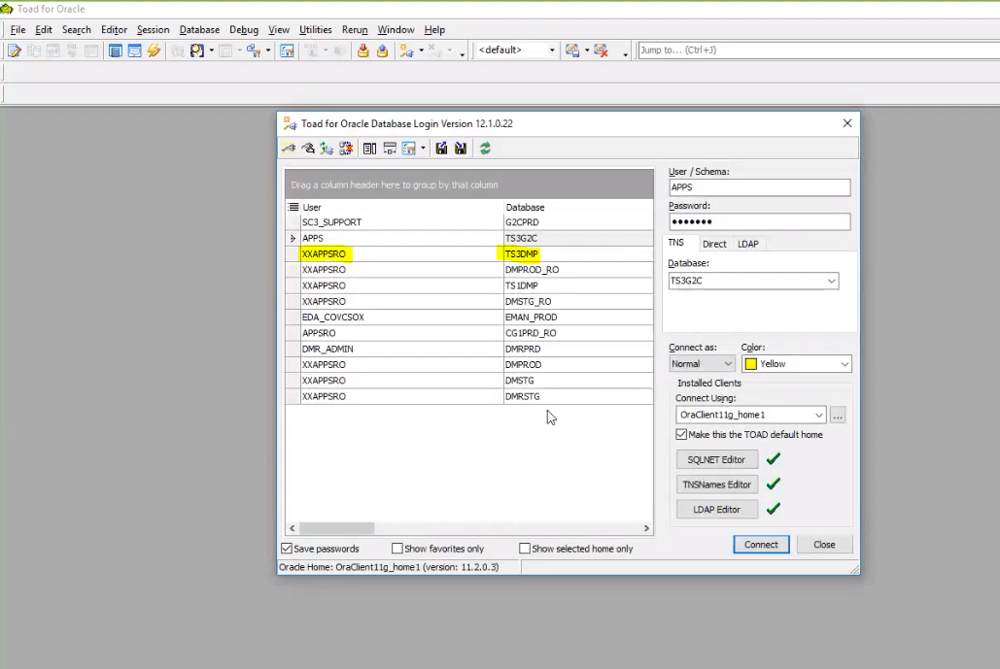 Toad for Oracle
File Edit Search Editor Session Database Debug View Utilities Rerun Window Help
<default> Jump to... (Ctrl+J)
Toad for Oracle Database Login Version 12.1.0.22
Drag a column header here to group by that column
User Database
SC3_SUPPORT G2CPRD
APPS TS3G2C
XXAPPSRO TS3DMP
XXAPPSRO DMPROD_RO
XXAPPSRO TS1DMP
XXAPPSRO DMSTG_RO
EDA_COVCSOX EMAN_PROD
APPSRO CG1PRD_RO
DMR_ADMIN DMRPRD
XXAPPSRO DMPROD
XXAPPSRO DMSTG
XXAPPSRO DMRSTG
User / Schema:
APPS
Password:
•••••••
TNS Direct LDAP
Database:
TS3G2C
Connect as: Color:
Normal Yellow
Installed Clients
Connect Using:
OraClient11g_home1 ...
Make this the TOAD default home
SQLNET Editor
TNSNames Editor
LDAP Editor
Connect Close
Save passwords Show favorites only Show selected home only
Oracle Home: OraClient11g_home1 (version: 11.2.0.3)